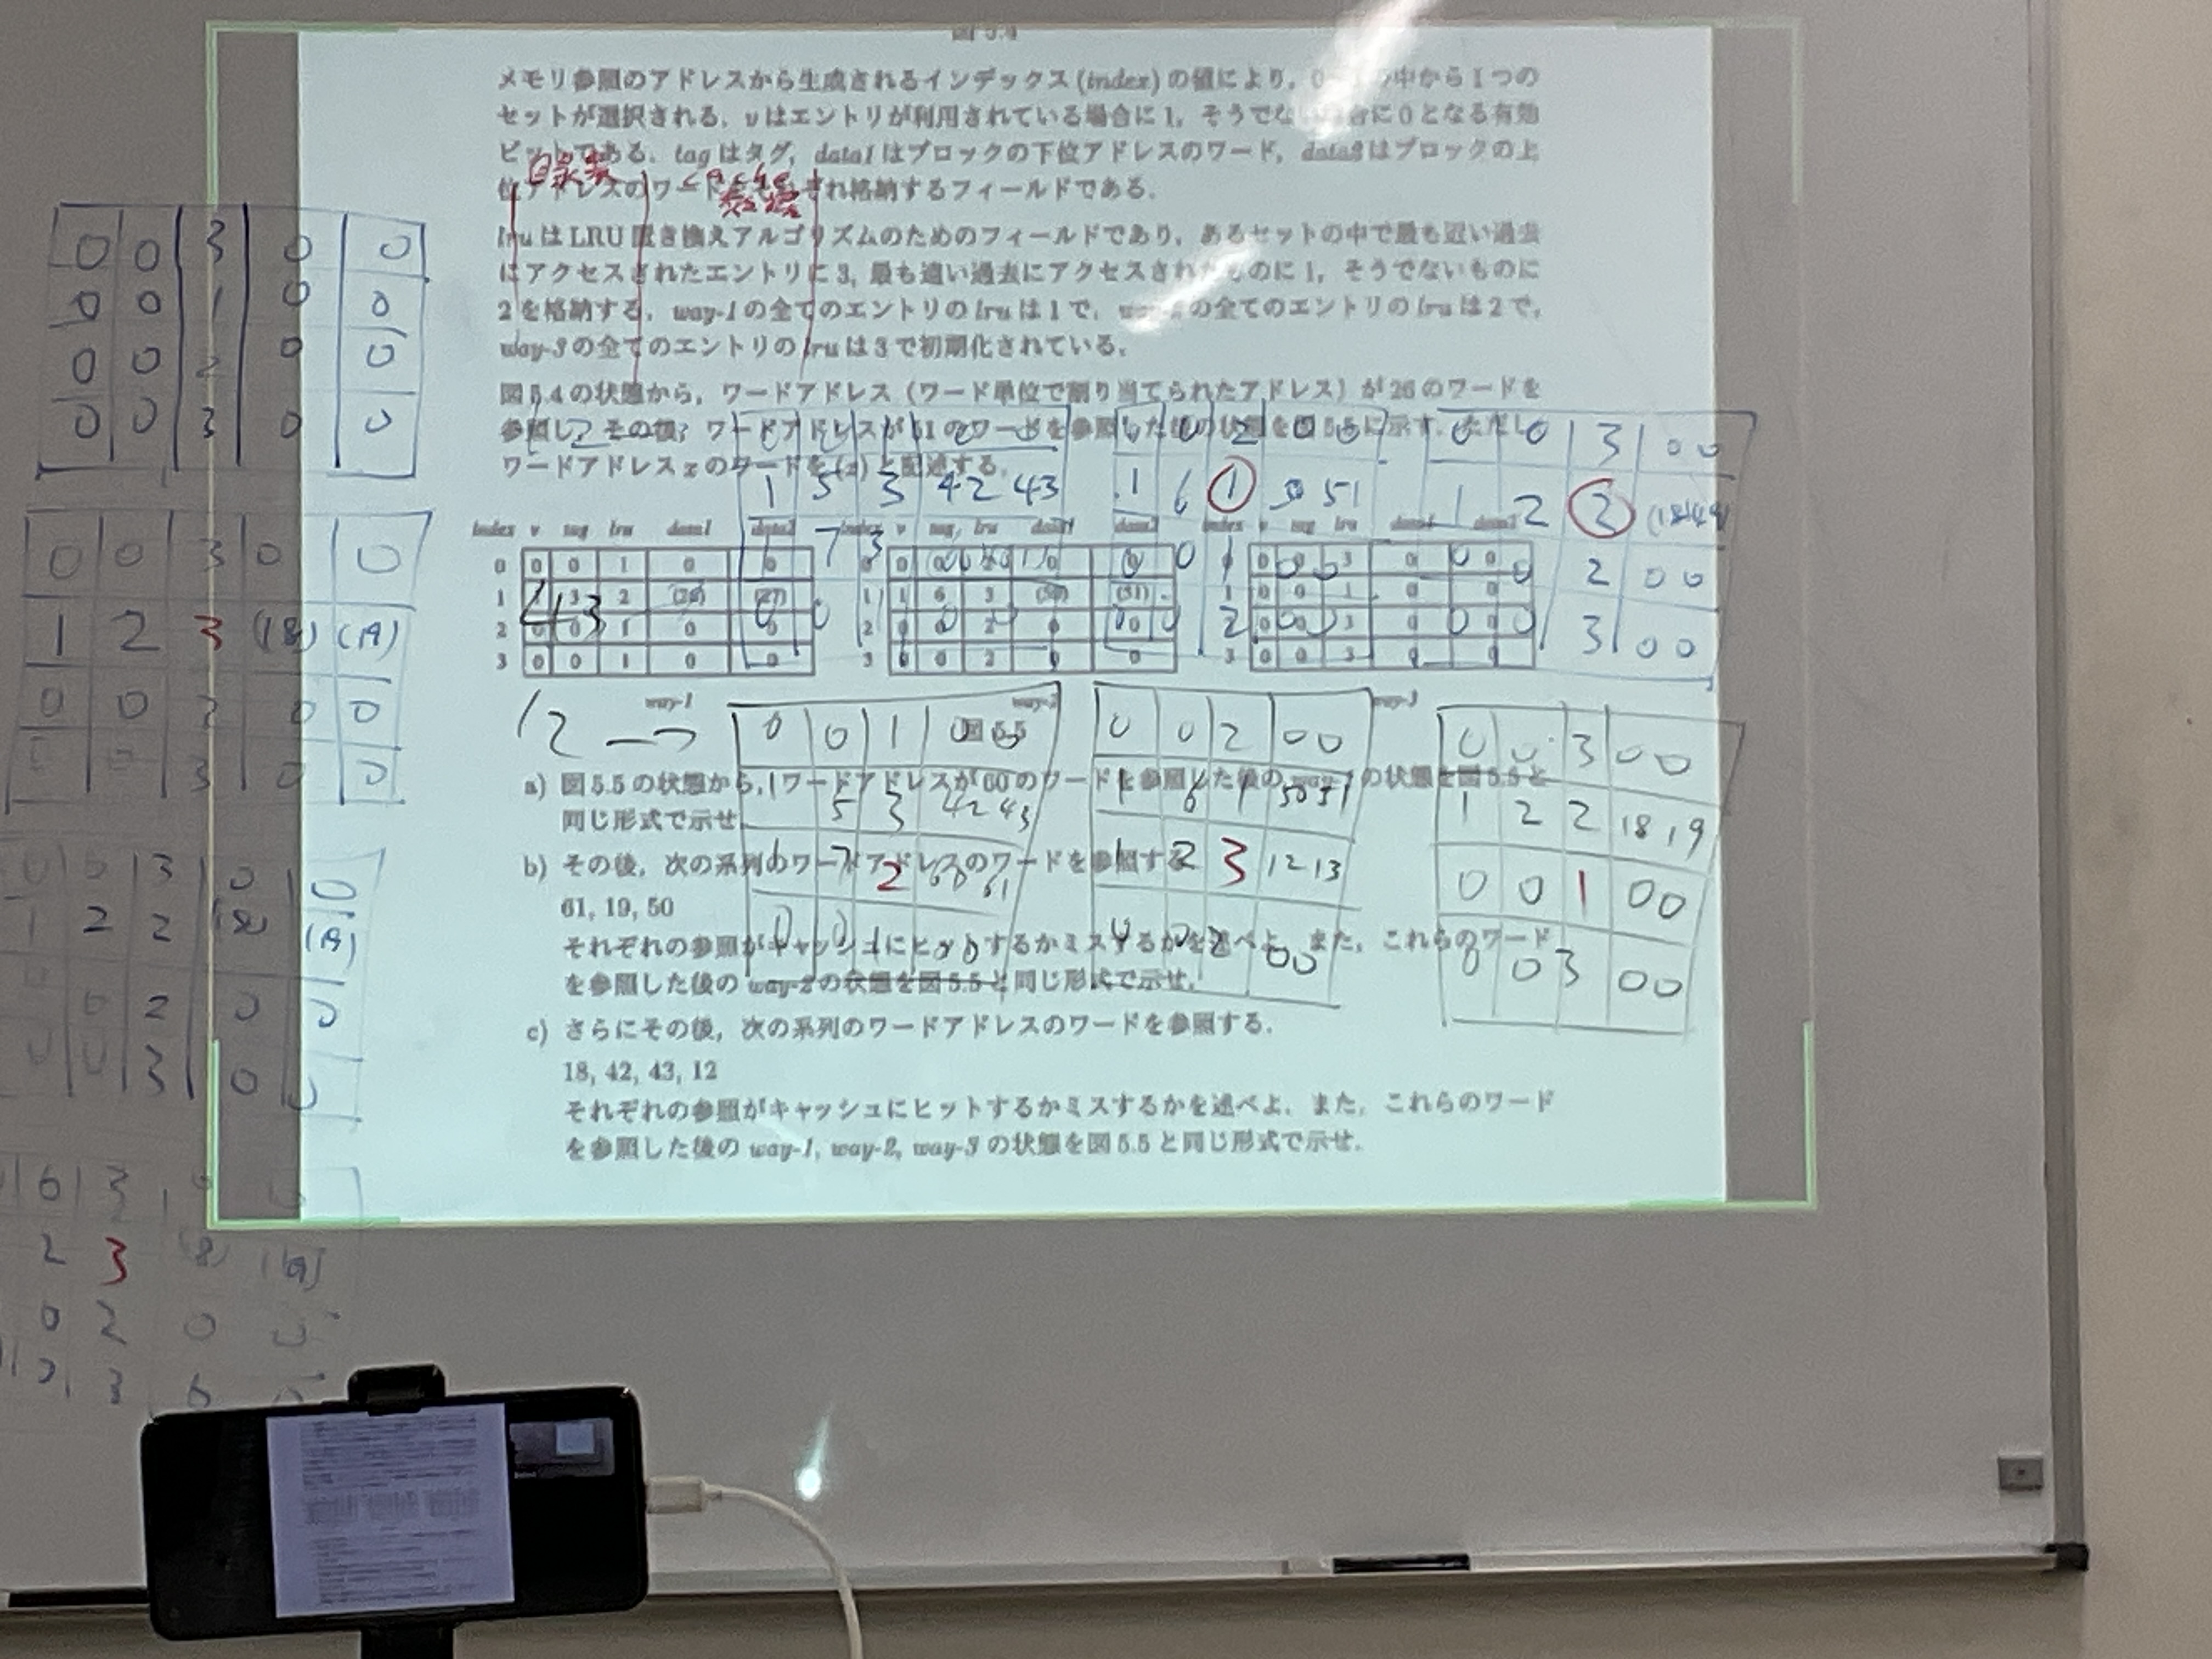 メモリ参照のアドレスから生成されるインデックス (index) の値により, の中から1つの
セットが選択される. vはエントリが利用されている場合に1, そうでない場合に0となる有効
ビットである. tagはタグ, data1はブロックの下位アドレスのワード, data2はブロックの上
位アドレスのワードをそれぞれ格納するフィールドである.
lruはLRU置き換えアルゴリズムのためのフィールドであり, あるセットの中で最も近い過去
にアクセスされたエントリに3, 最も遠い過去にアクセスされたものに1, そうでないものに
2を格納する. way-1の全てのエントリのlruは1で, の全てのエントリのlruは2で,
way-3の全てのエントリのlruは3で初期化されている.
図5.4の状態から, ワードアドレス (ワード単位で割り当てられたアドレス) が26のワードを
参照し, その後, ワードアドレスが51のワードを参照した後の状態を図5.5に示す. ただし,
ワードアドレスxのワードを(x)と記述する.
index v tag lru data1 data2
0 0 0 1 0 0
1 3 2 (26) (27)
2 0 0 1 0 0
3 0 0 1 0 0
way-1
index v tag lru data1 data2
1 1 6 3 (50) (51)
2 0 0 2 0 0
3 0 0 2 0 0
way-2
index v tag lru data1 data2
0 0 3 0 0
1 0 0 1 0 0
2 0 0 3 0 0
3 0 0 3 0 0
way-3
図5.5
a) 図5.5の状態から, ワードアドレスが60のワードを参照した後の の状態を図5.5と
同じ形式で示せ.
b) その後, 次の系列のワードアドレスのワードを参照する.
61, 19, 50
それぞれの参照がキャッシュにヒットするかミスするかを述べよ. また, これらのワード
を参照した後の way-2の状態を図5.5と同じ形式で示せ.
c) さらにその後, 次の系列のワードアドレスのワードを参照する.
18, 42, 43, 12
それぞれの参照がキャッシュにヒットするかミスするかを述べよ. また, これらのワード
を参照した後の way-1, way-2, way-3 の状態を図5.5と同じ形式で示せ.
0 0 3 0 0
0 0 1 0 0
0 0 2 0 0
0 0 3 0 0
0 0 3 0 0
1 2 3 (18) (19)
0 0 2 0 0
3 0 0
0 0 3 0 0
1 2 2 (18) (19)
0 2 0 0
0 0 3 0 0
2 3 (18) (19)
0 2 0 0
1 5 3 42 43
1 6 1 50 51
0 0 3 0 0
1 2 2 (18) (19)
2 0 0
3 0 0
43
12 →
0 0 1 0 0
1 5 3 42 43
1 7 2 60 61
0 0 1 0 0
0 0 2 0 0
1 6 1 50 51
1 2 3 12 13
0 0 2 0 0
0 0 3 0 0
1 2 2 18 19
0 0 1 0 0
0 0 3 0 0